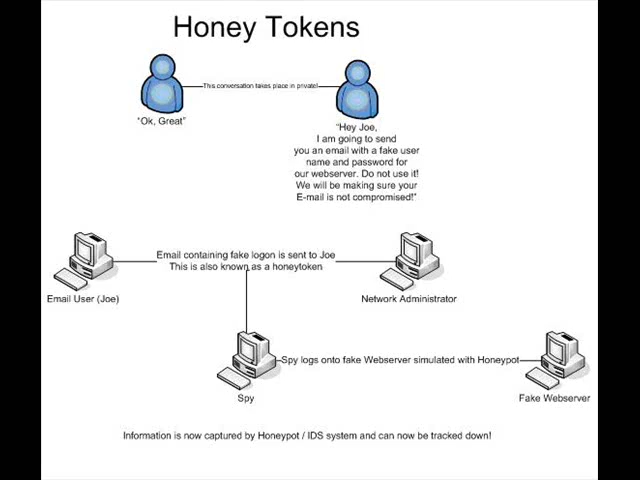 Honey Tokens
This conversation takes place in private!
"Ok, Great"
"Hey Joe,
I am going to send
you an email with a fake user
name and password for
our webserver. Do not use it!
We will be making sure your
E-mail is not compromised!"
Email containing fake logon is sent to Joe
This is also known as a honeytoken
Email User (Joe)
Network Administrator
Spy logs onto fake Webserver simulated with Honeypot
Spy
Fake Webserver
Information is now captured by Honeypot / IDS system and can now be tracked down!